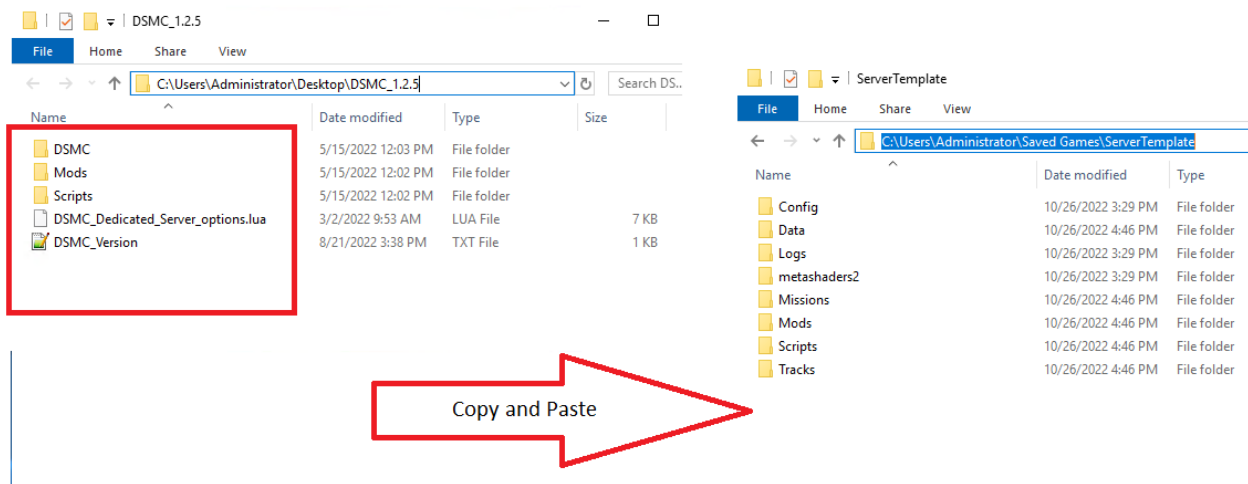 DSMC_1.2.5
File Home Share View
C:\Users\Administrator\Desktop\DSMC_1.2.5 Search DS...
Name Date modified Type Size
DSMC 5/15/2022 12:03 PM File folder
Mods 5/15/2022 12:02 PM File folder
Scripts 5/15/2022 12:02 PM File folder
DSMC_Dedicated_Server_options.lua 3/2/2022 9:53 AM LUA File 7 KB
DSMC_Version 8/21/2022 3:38 PM TXT File 1 KB
ServerTemplate
File Home Share View
C:\Users\Administrator\Saved Games\ServerTemplate
Name Date modified Type
Config 10/26/2022 3:29 PM File folder
Data 10/26/2022 4:46 PM File folder
Logs 10/26/2022 3:29 PM File folder
metashaders2 10/26/2022 3:29 PM File folder
Missions 10/26/2022 4:46 PM File folder
Mods 10/26/2022 4:46 PM File folder
Scripts 10/26/2022 4:46 PM File folder
Tracks 10/26/2022 4:46 PM File folder
Copy and Paste